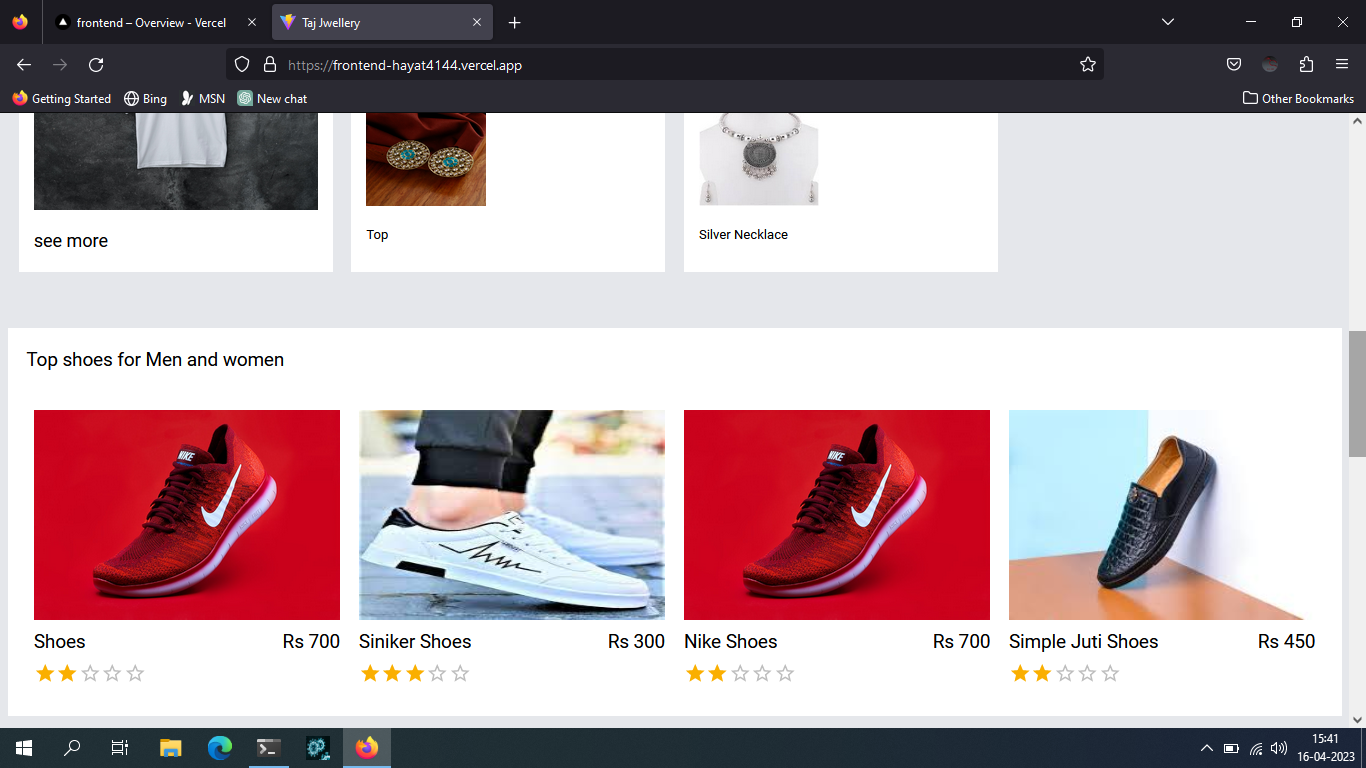 frontend – Overview - Vercel
Taj Jwellery
https://frontend-hayat4144.vercel.app
Getting Started
Bing
MSN
New chat
Other Bookmarks
see more
Top
Silver Necklace
Top shoes for Men and women
NIKE
NIKE
Shoes
Rs 700
Siniker Shoes
Rs 300
Nike Shoes
Rs 700
Simple Juti Shoes
Rs 450
15:41
16-04-2023